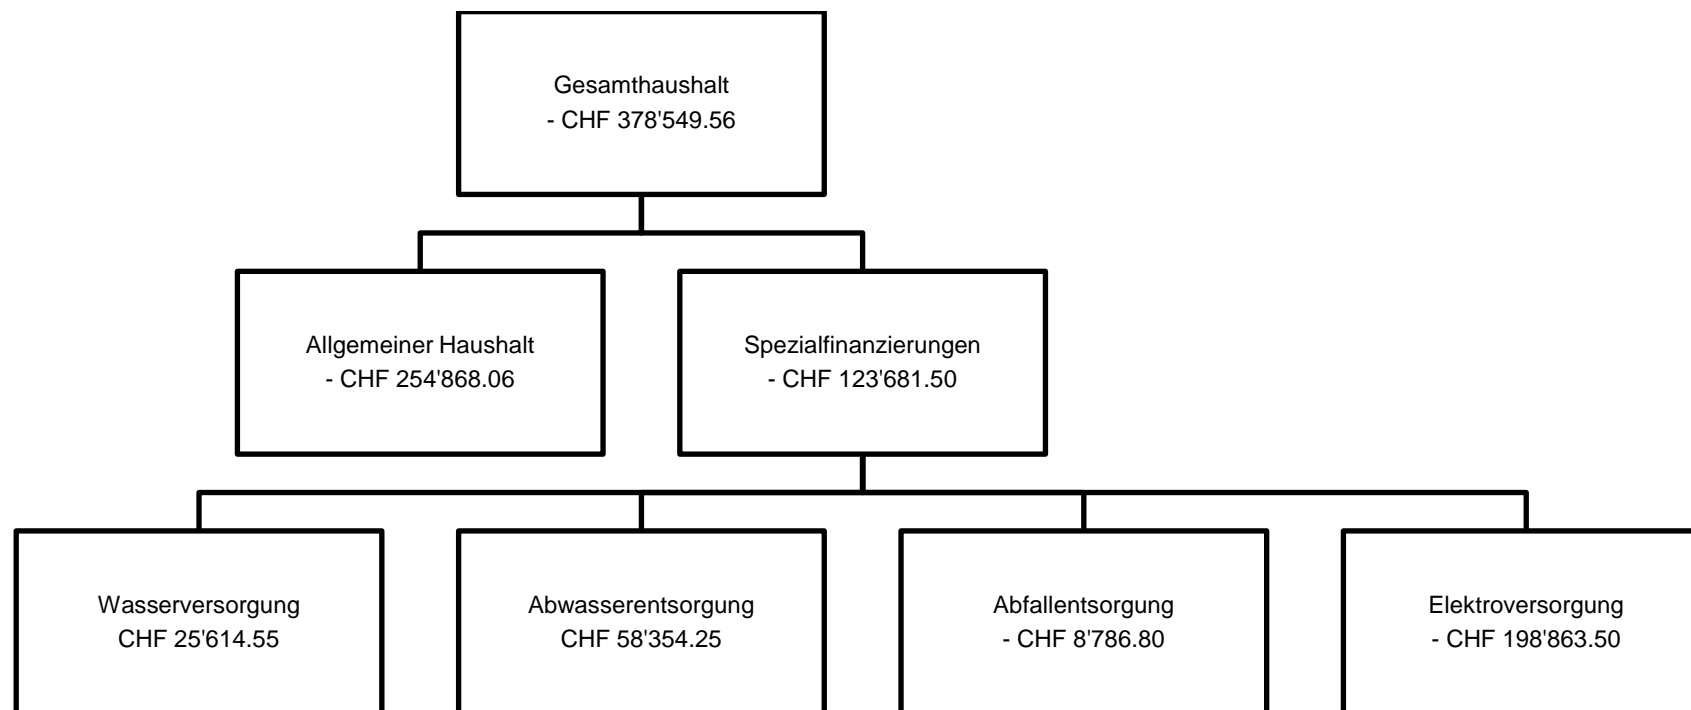 Gesamthaushalt
- CHF 378'549.56
Allgemeiner Haushalt
- CHF 254'868.06
Spezialfinanzierungen
- CHF 123'681.50
Wasserversorgung
CHF 25'614.55
Abwasserentsorgung
CHF 58'354.25
Abfallentsorgung
- CHF 8'786.80
Elektroversorgung
- CHF 198'863.50